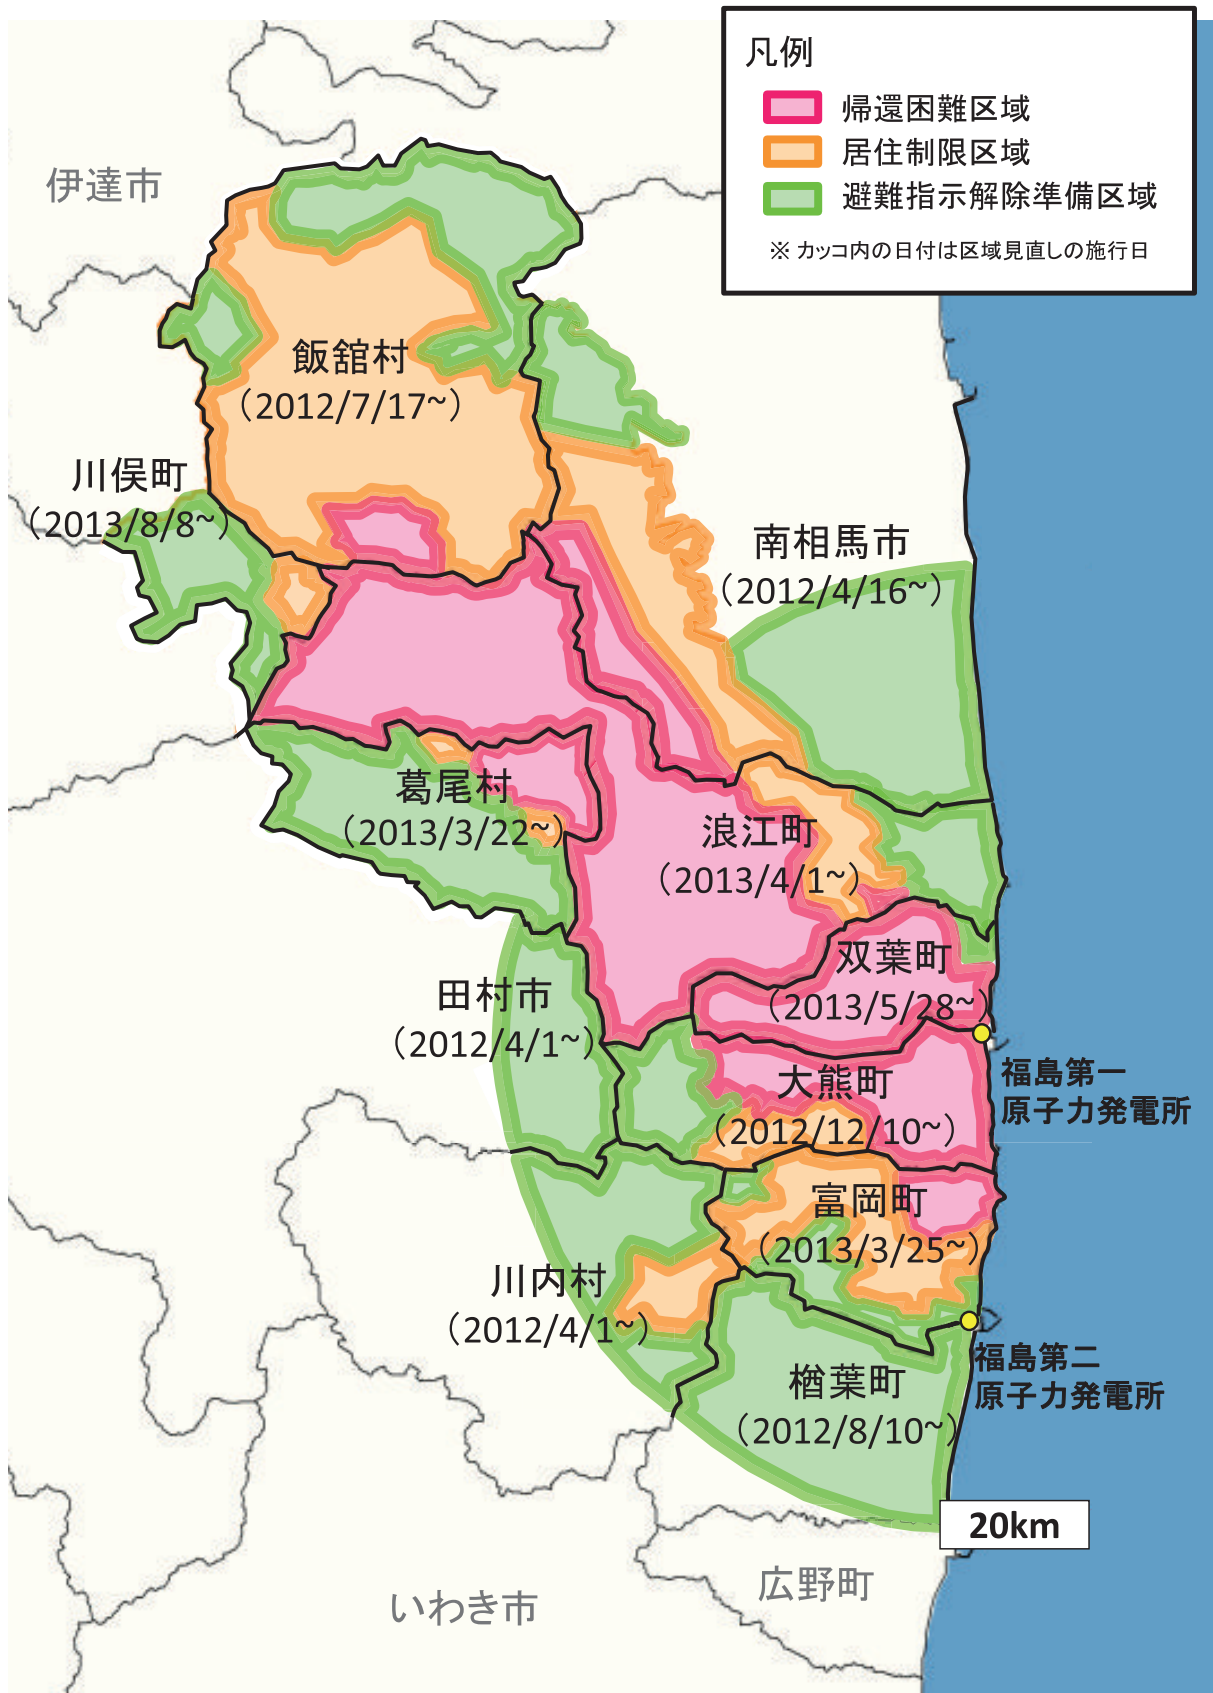 凡例
帰還困難区域
居住制限区域
避難指示解除準備区域
※ カッコ内の日付は区域見直しの施行日
伊達市
飯舘村
（2012/7/17~）
川俣町
（2013/8/8~）
南相馬市
（2012/4/16~）
葛尾村
（2013/3/22~）
浪江町
（2013/4/1~）
双葉町
（2013/5/28~）
田村市
（2012/4/1~）
福島第一
原子力発電所
大熊町
（2012/12/10~）
富岡町
（2013/3/25~）
川内村
（2012/4/1~）
福島第二
原子力発電所
楢葉町
（2012/8/10~）
20km
広野町
いわき市